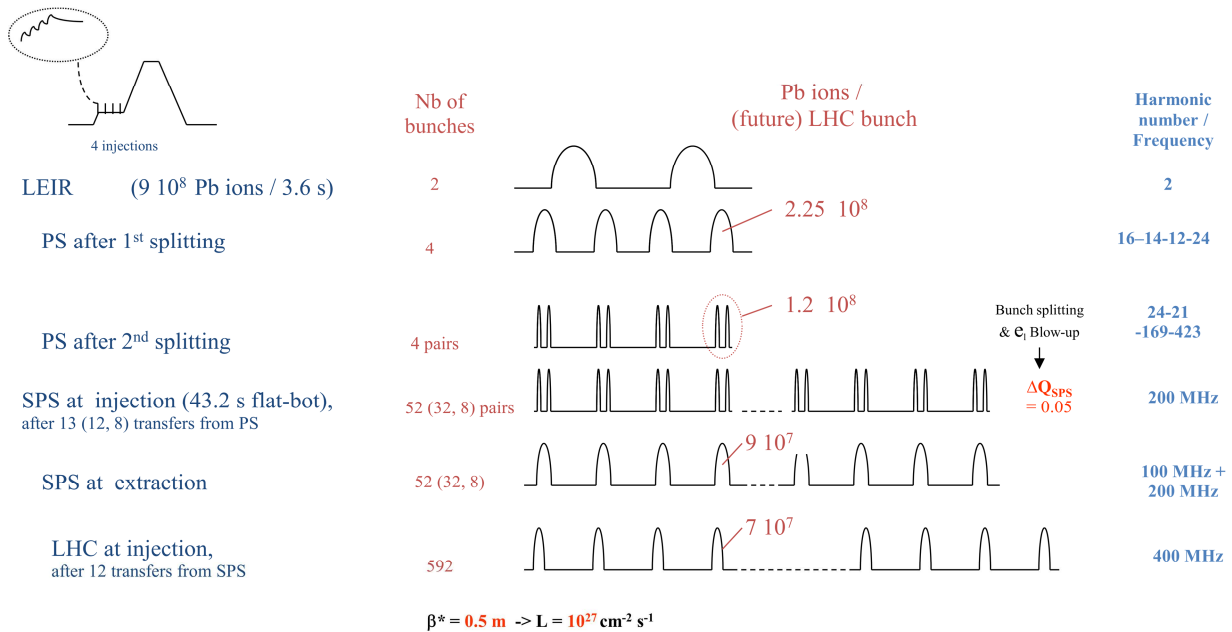 4 injections
Nb of
bunches
Pb ions /
(future) LHC bunch
Harmonic
number /
Frequency
LEIR (9 10⁸ Pb ions / 3.6 s)
2
2
PS after 1st splitting
4
2.25 10⁸
16–14-12-24
PS after 2nd splitting
4 pairs
1.2 10⁸
Bunch splitting
& e_l Blow-up
24-21
-169-423
SPS at injection (43.2 s flat-bot),
after 13 (12, 8) transfers from PS
52 (32, 8) pairs
ΔQ_SPS
= 0.05
200 MHz
SPS at cxtraction
52 (32, 8)
9 10⁷
100 MHz +
200 MHz
LHC at injection,
after 12 transfers from SPS
592
7 10⁷
400 MHz
β* = 0.5 m -> L = 10²⁷ cm⁻² s⁻¹